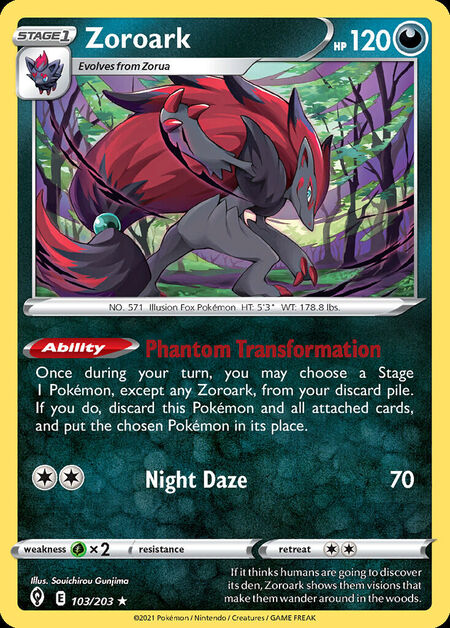 STAGE 1
Zoroark
HP 120
Evolves from Zorua
NO. 571 Illusion Fox Pokémon HT: 5'3" WT: 178.8 lbs.
Ability Phantom Transformation
Once during your turn, you may choose a Stage
1 Pokémon, except any Zoroark, from your discard pile.
If you do, discard this Pokémon and all attached cards,
and put the chosen Pokémon in its place.
Night Daze 70
weakness ×2 resistance retreat
Illus. Souichirou Gunjima
E 103/203 ★
If it thinks humans are going to discover
its den, Zoroark shows them visions that
make them wander around in the woods.
©2021 Pokémon / Nintendo / Creatures / GAME FREAK